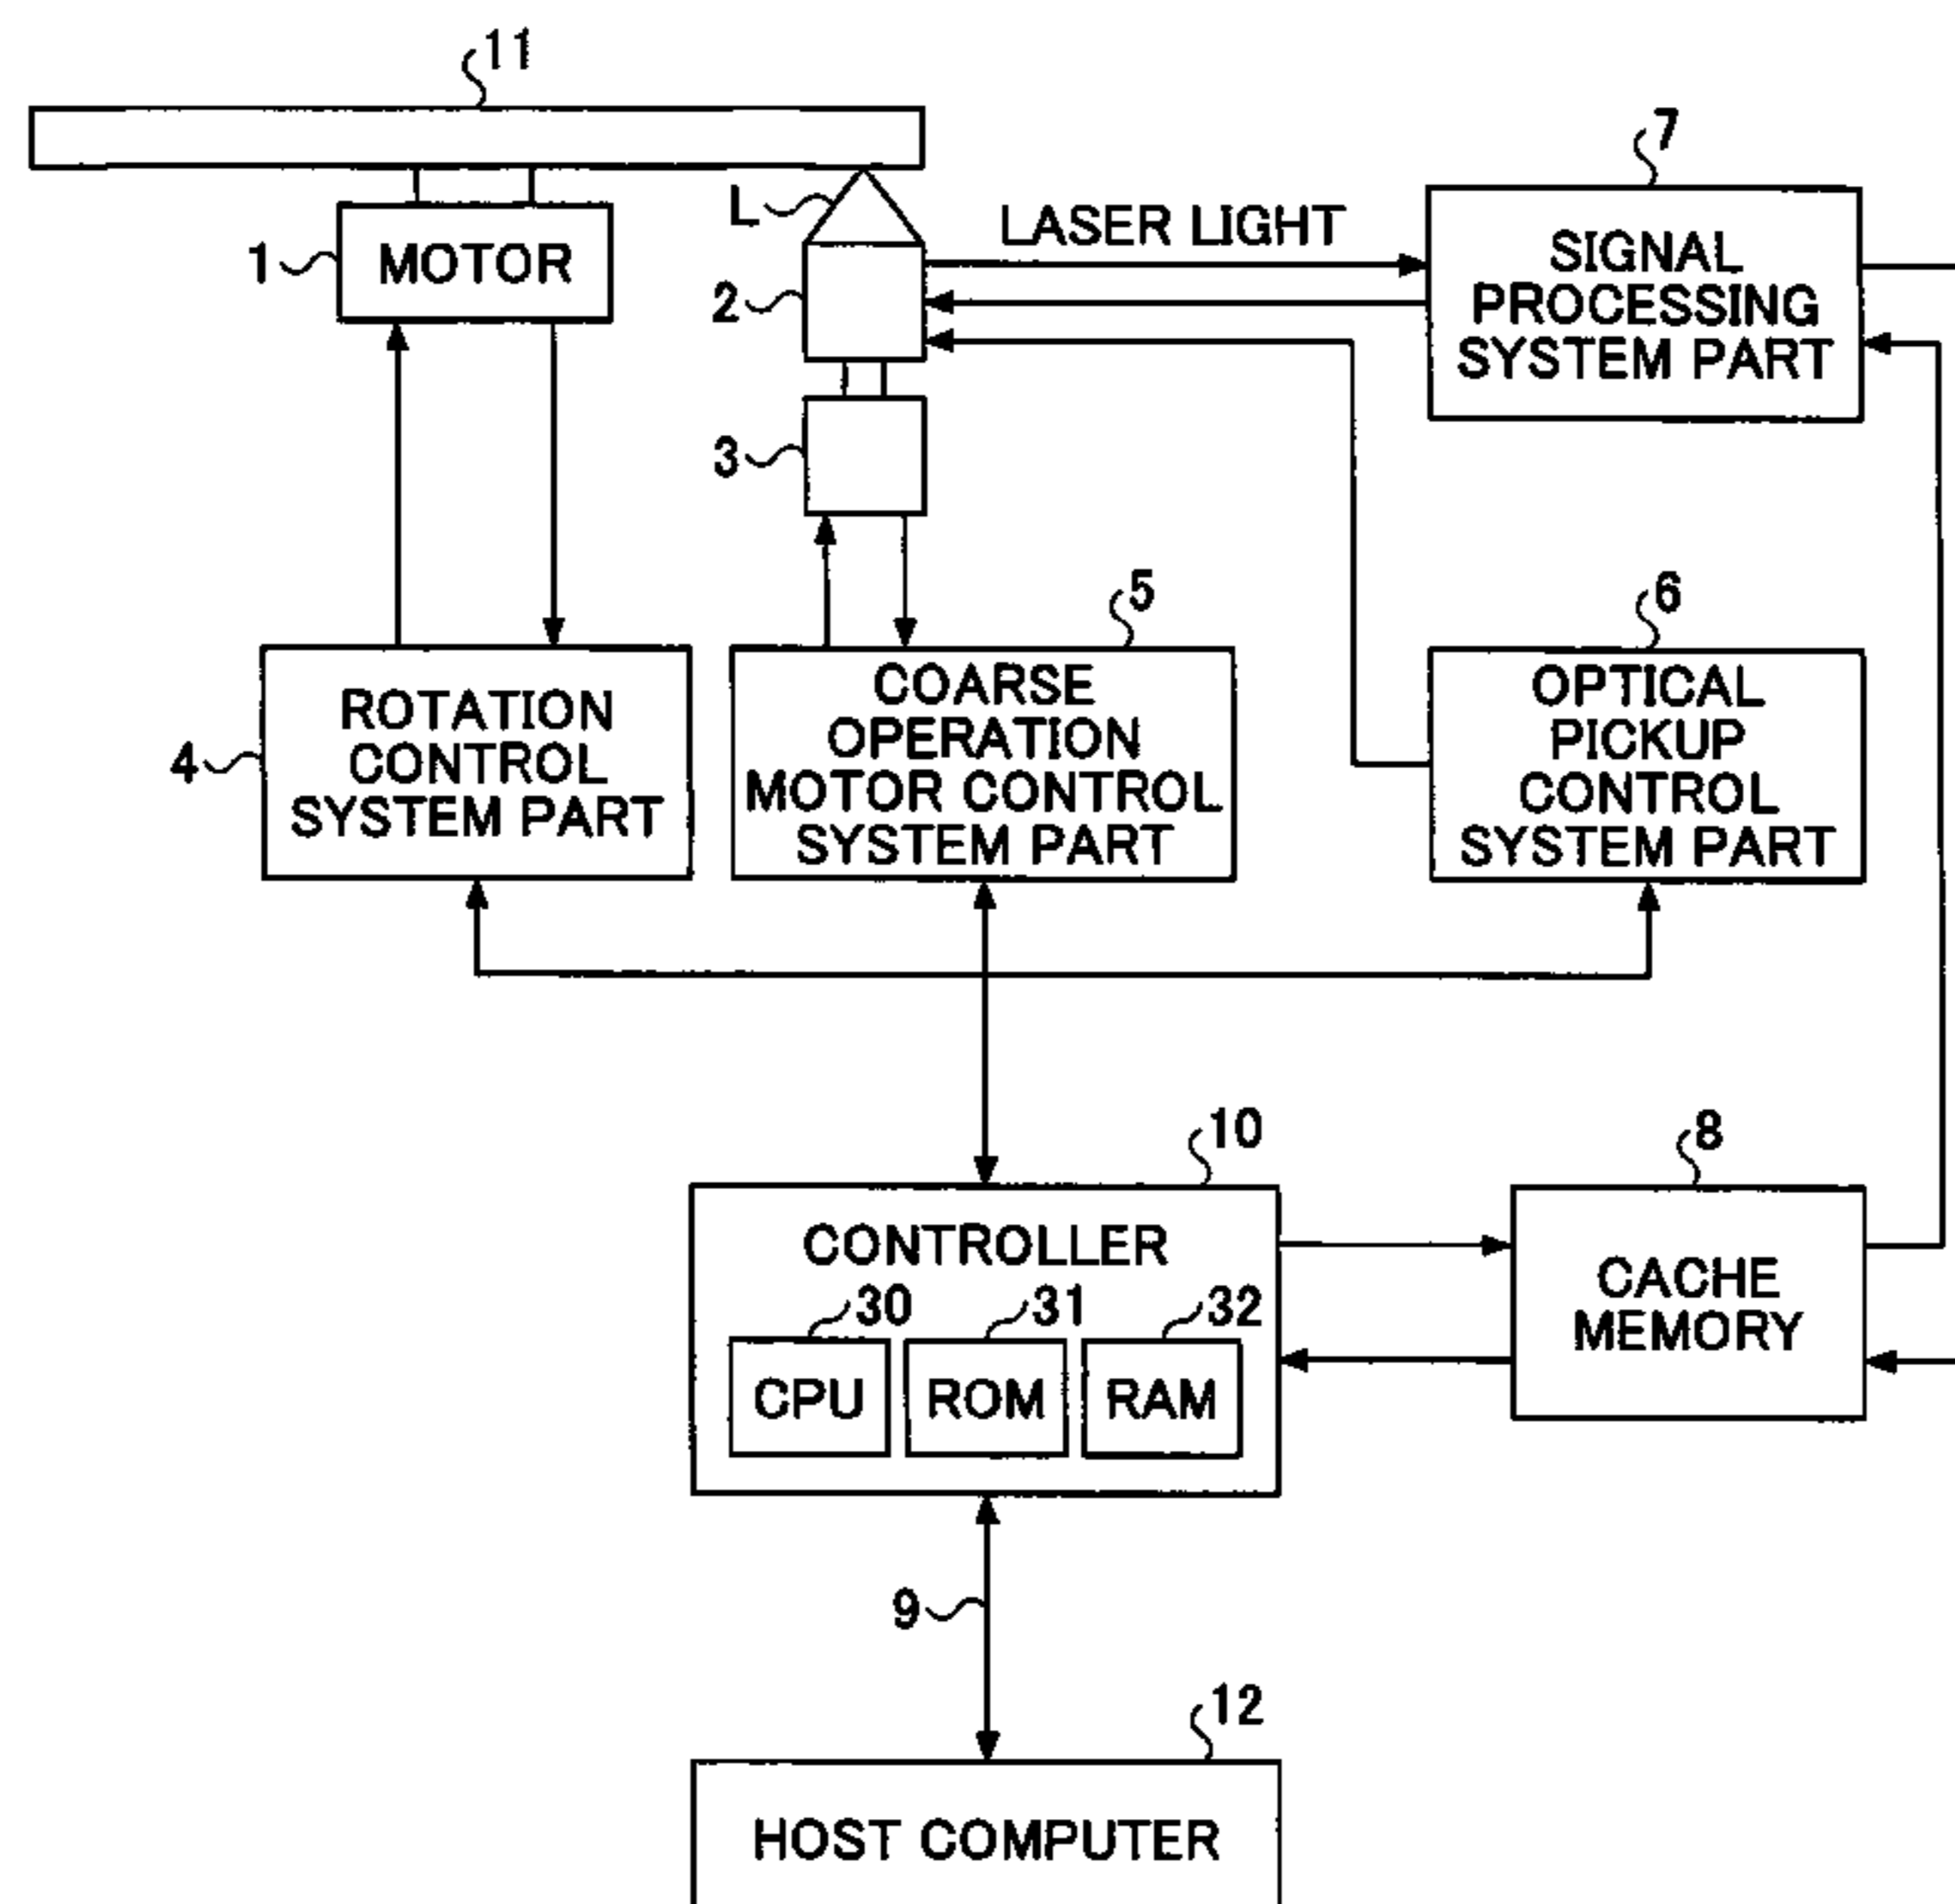 11
7
L
LASER LIGHT
1
MOTOR
SIGNAL
PROCESSING
SYSTEM PART
2
3
5
6
4
ROTATION
CONTROL
SYSTEM PART
COARSE
OPERATION
MOTOR CONTROL
SYSTEM PART
OPTICAL
PICKUP
CONTROL
SYSTEM PART
10
8
CONTROLLER
30
31
32
CPU
ROM
RAM
CACHE
MEMORY
9
12
HOST COMPUTER